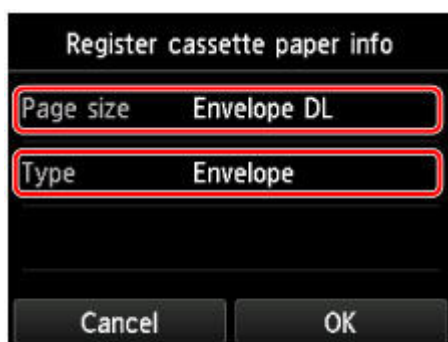 Register cassette paper info
Page size Envelope DL
Type Envelope
Cancel OK